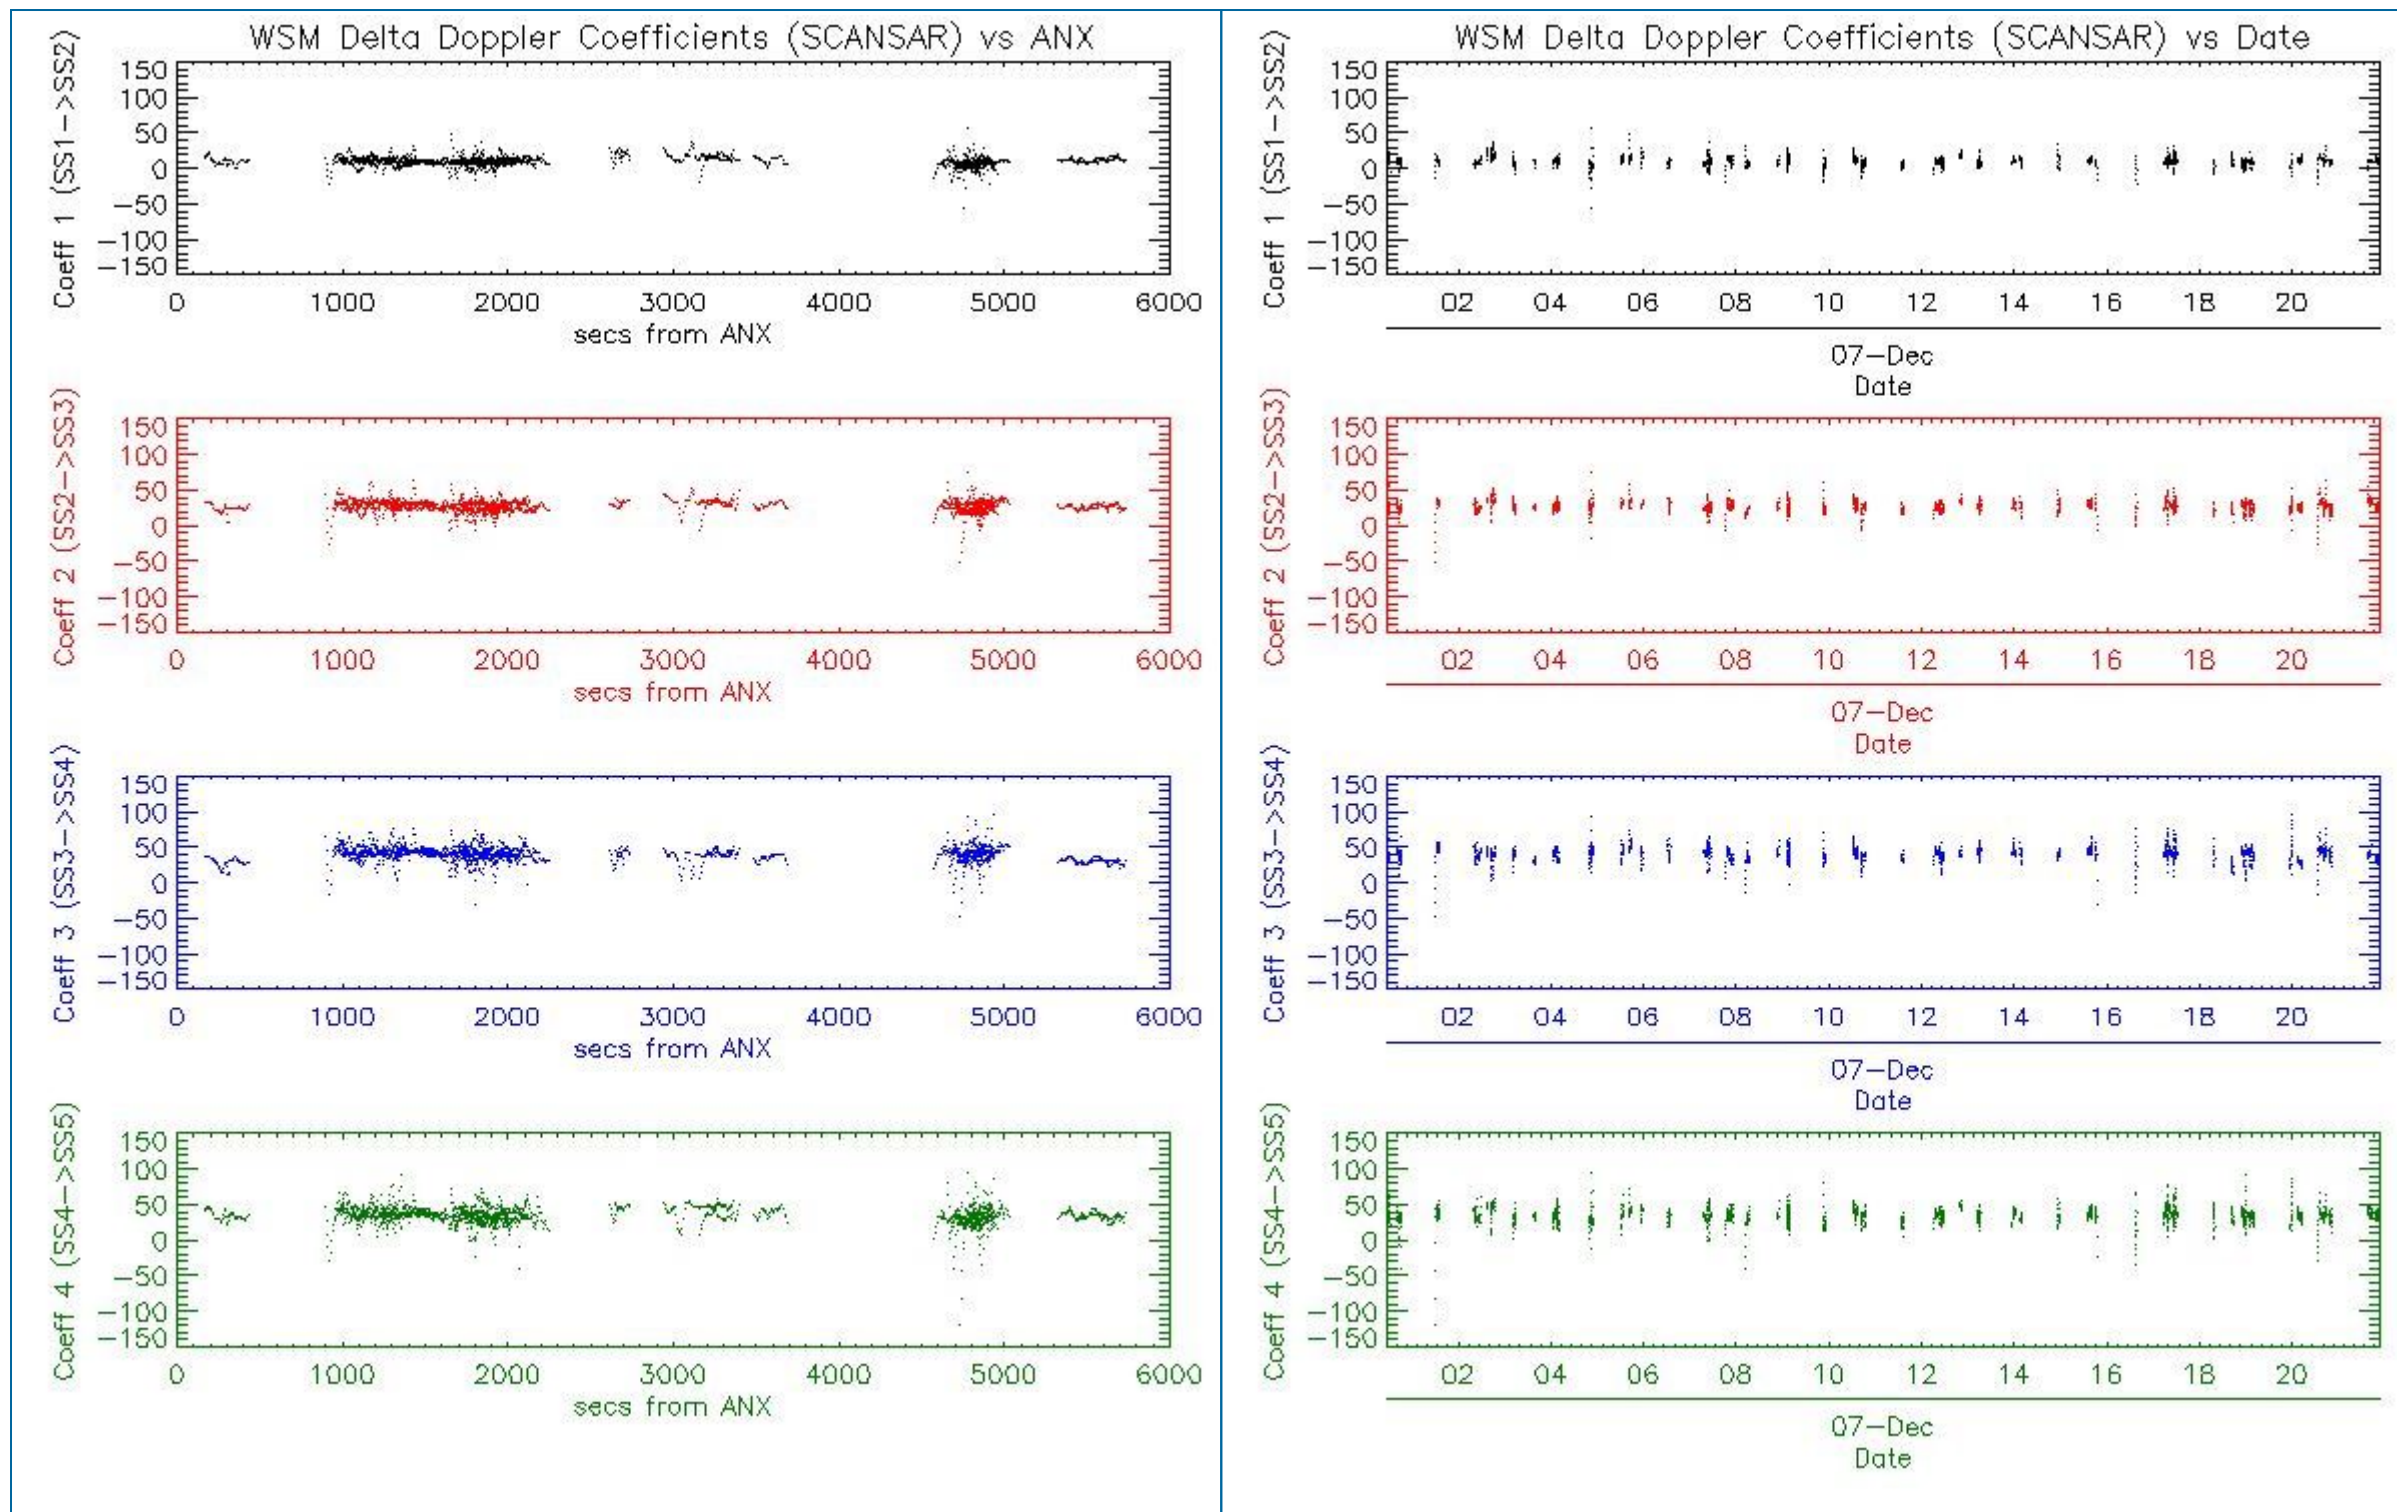 WSM Delta Doppler Coefficients (SCANSAR) vs ANX
Coeff 1 (SS1->SS2)
150
100
50
0
-50
-100
-150
0 1000 2000 3000 4000 5000 6000
secs from ANX
Coeff 2 (SS2->SS3)
150
100
50
0
-50
-100
-150
0 1000 2000 3000 4000 5000 6000
secs from ANX
Coeff 3 (SS3->SS4)
150
100
50
0
-50
-100
-150
0 1000 2000 3000 4000 5000 6000
secs from ANX
Coeff 4 (SS4->SS5)
150
100
50
0
-50
-100
-150
0 1000 2000 3000 4000 5000 6000
secs from ANX
WSM Delta Doppler Coefficients (SCANSAR) vs Date
Coeff 1 (SS1->SS2)
150
100
50
0
-50
-100
-150
02 04 06 08 10 12 14 16 18 20
07-Dec
Date
Coeff 2 (SS2->SS3)
150
100
50
0
-50
-100
-150
02 04 06 08 10 12 14 16 18 20
07-Dec
Date
Coeff 3 (SS3->SS4)
150
100
50
0
-50
-100
-150
02 04 06 08 10 12 14 16 18 20
07-Dec
Date
Coeff 4 (SS4->SS5)
150
100
50
0
-50
-100
-150
02 04 06 08 10 12 14 16 18 20
07-Dec
Date